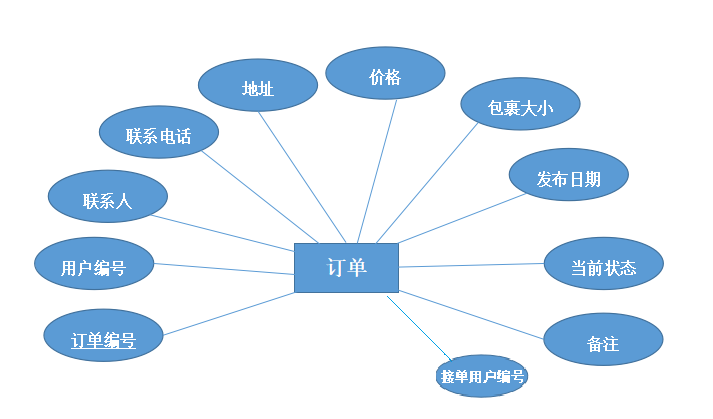 价格
地址
包裹大小
联系电话
发布日期
联系人
订单
用户编号
当前状态
订单编号
备注
接单用户编号